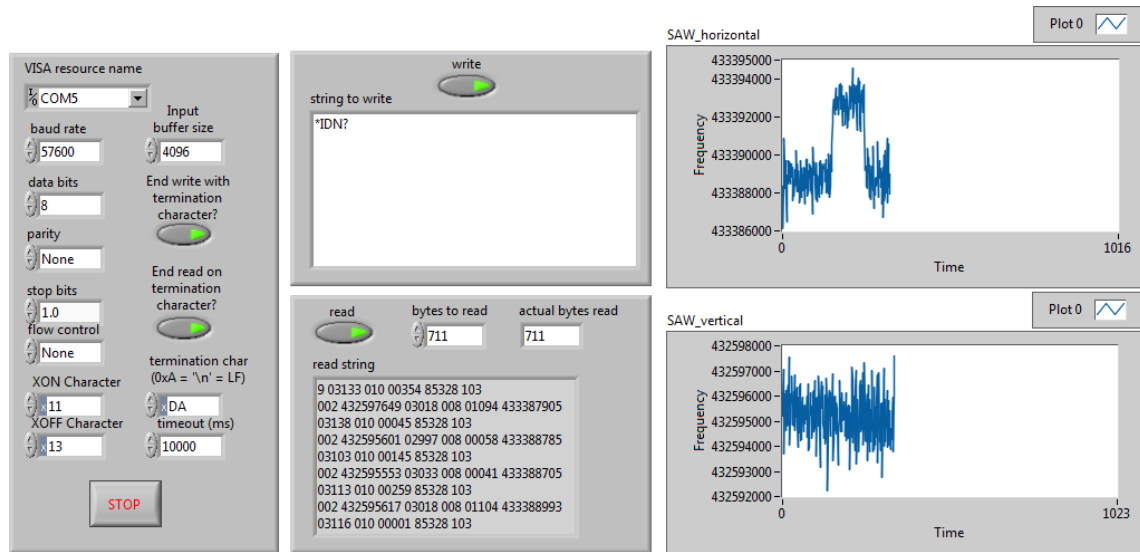 VISA resource name
COM5
baud rate
57600
Input
buffer size
4096
data bits
8
End write with
termination
character?
parity
None
stop bits
1.0
End read on
termination
character?
flow control
None
XON Character
x 11
termination char
(0xA = '\n' = LF)
x DA
XOFF Character
x 13
timeout (ms)
10000
STOP
write
string to write
*IDN?
read
bytes to read
711
actual bytes read
711
read string
9 03133 010 00354 85328 103
002 432597649 03018 008 01094 433387905
03138 010 00045 85328 103
002 432595601 02997 008 00058 433388785
03103 010 00145 85328 103
002 432595553 03033 008 00041 433388705
03113 010 00259 85328 103
002 432595617 03018 008 01104 433388993
03116 010 00001 85328 103
Plot 0
SAW_horizontal
Frequency
433395000
433394000
433392000
433390000
433388000
433386000
0
1016
Time
Plot 0
SAW_vertical
Frequency
432598000
432597000
432596000
432595000
432594000
432593000
432592000
0
1023
Time